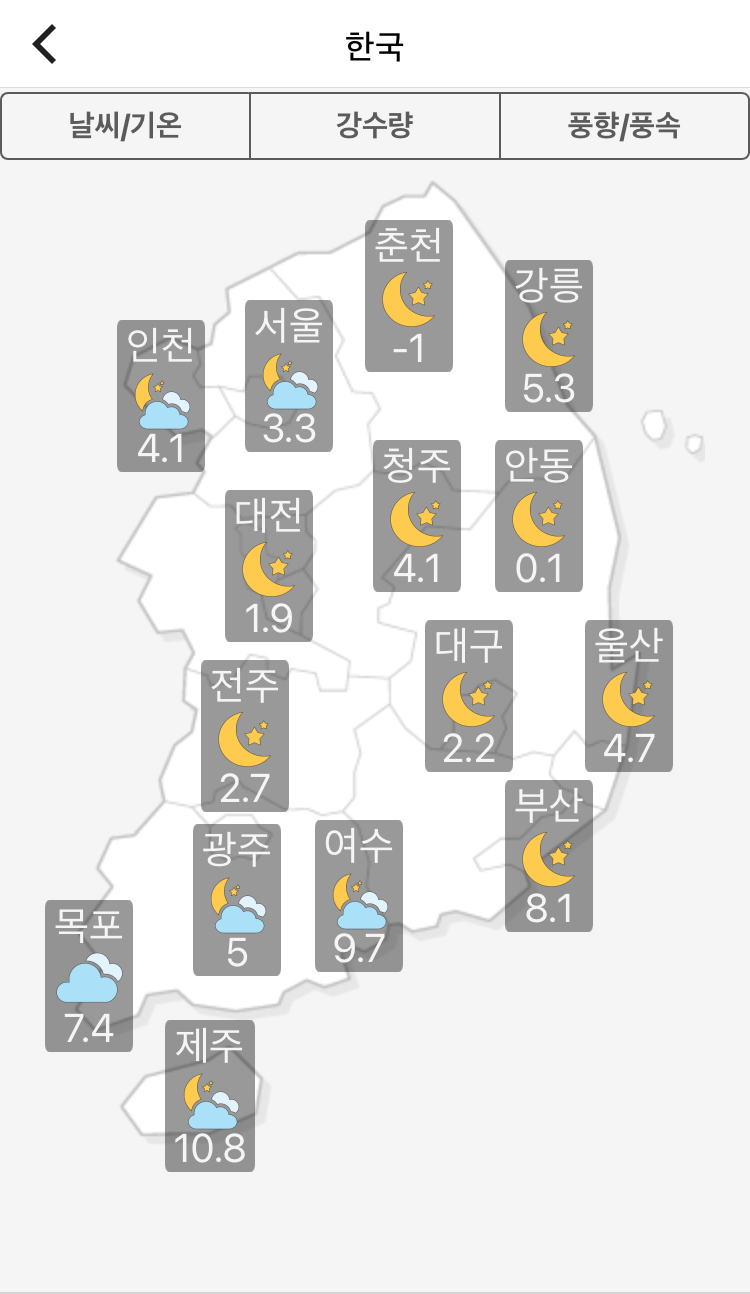 한국
날씨/기온
강수량
풍향/풍속
춘천
-1
강릉
5.3
서울
3.3
인천
4.1
청주
4.1
안동
0.1
대전
1.9
대구
2.2
울산
4.7
전주
2.7
부산
8.1
광주
5
여수
9.7
목포
7.4
제주
10.8